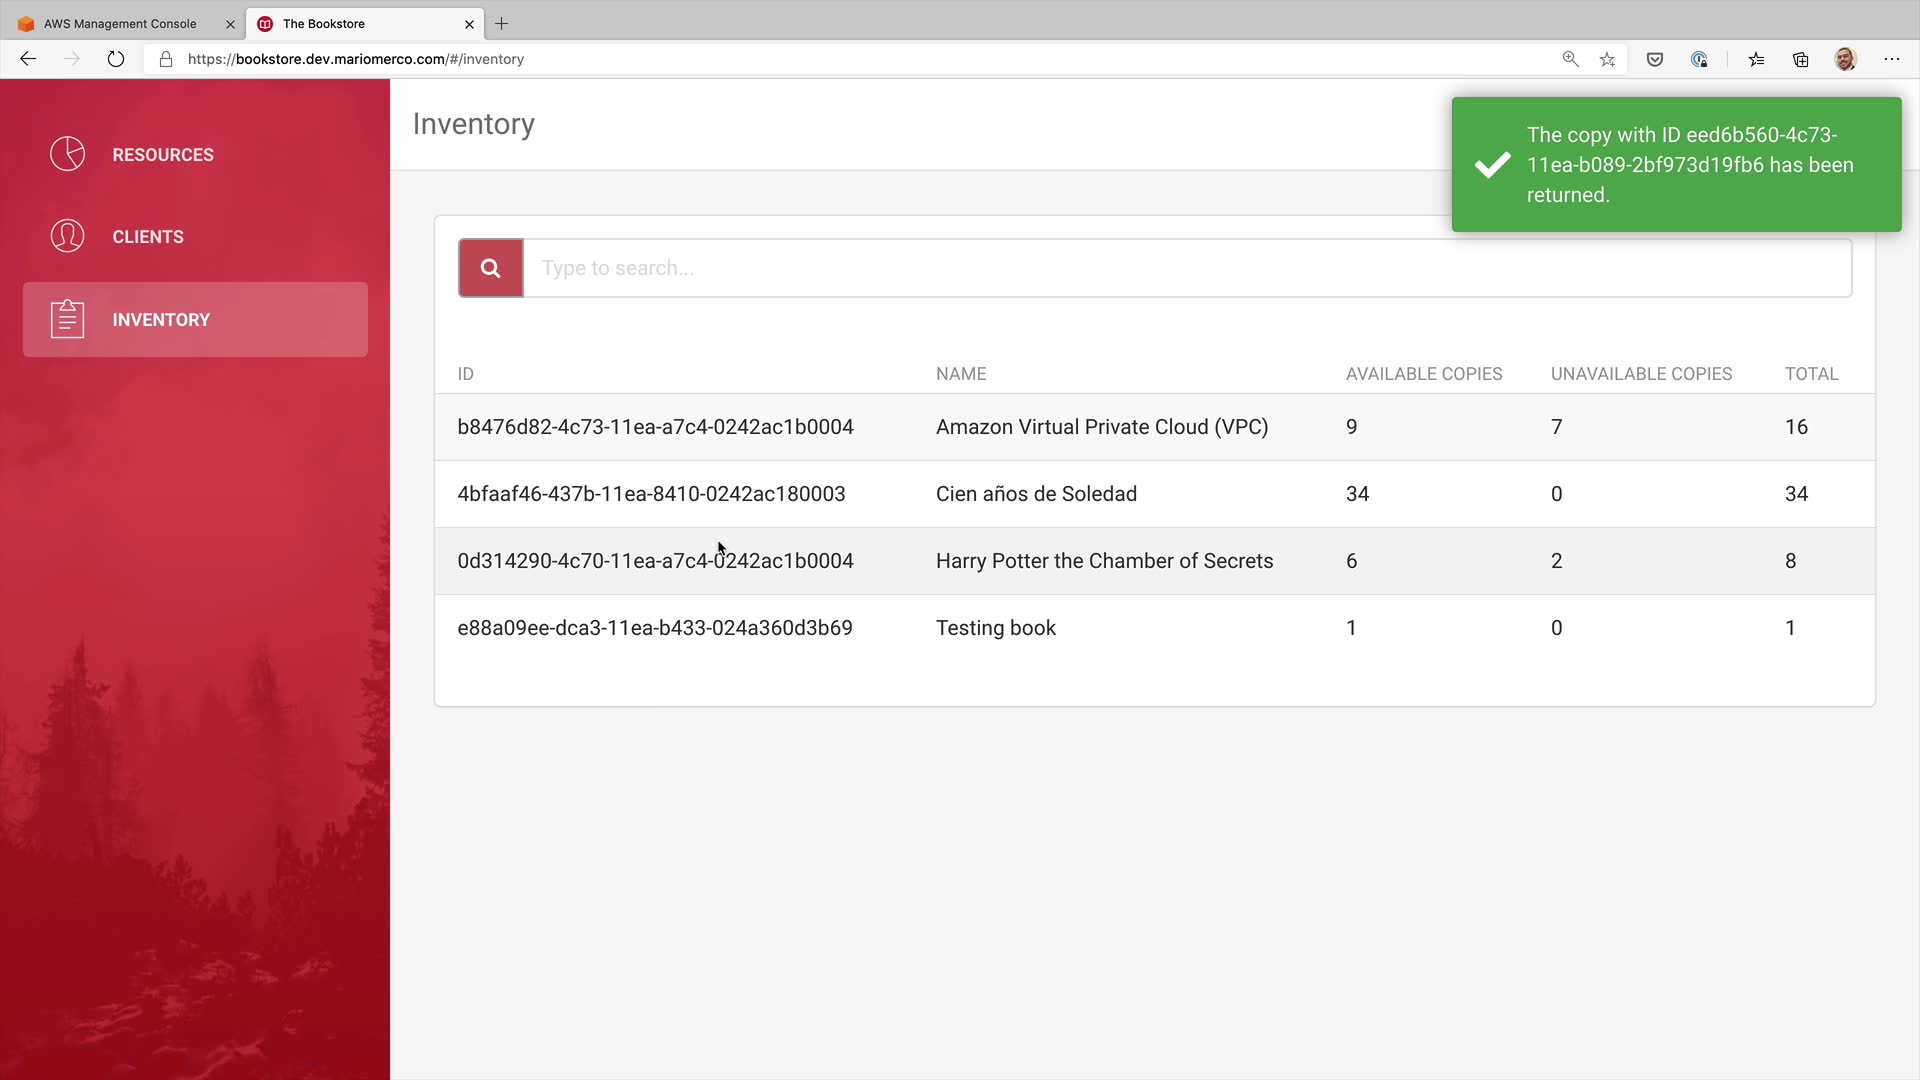 AWS Management Console
The Bookstore
https://bookstore.dev.mariomerco.com/#/inventory
RESOURCES
CLIENTS
INVENTORY
Inventory
The copy with ID eed6b560-4c73-
11ea-b089-2bf973d19fb6 has been
returned.
Type to search...
ID NAME AVAILABLE COPIES UNAVAILABLE COPIES TOTAL
b8476d82-4c73-11ea-a7c4-0242ac1b0004 Amazon Virtual Private Cloud (VPC) 9 7 16
4bfaaf46-437b-11ea-8410-0242ac180003 Cien años de Soledad 34 0 34
0d314290-4c70-11ea-a7c4-0242ac1b0004 Harry Potter the Chamber of Secrets 6 2 8
e88a09ee-dca3-11ea-b433-024a360d3b69 Testing book 1 0 1